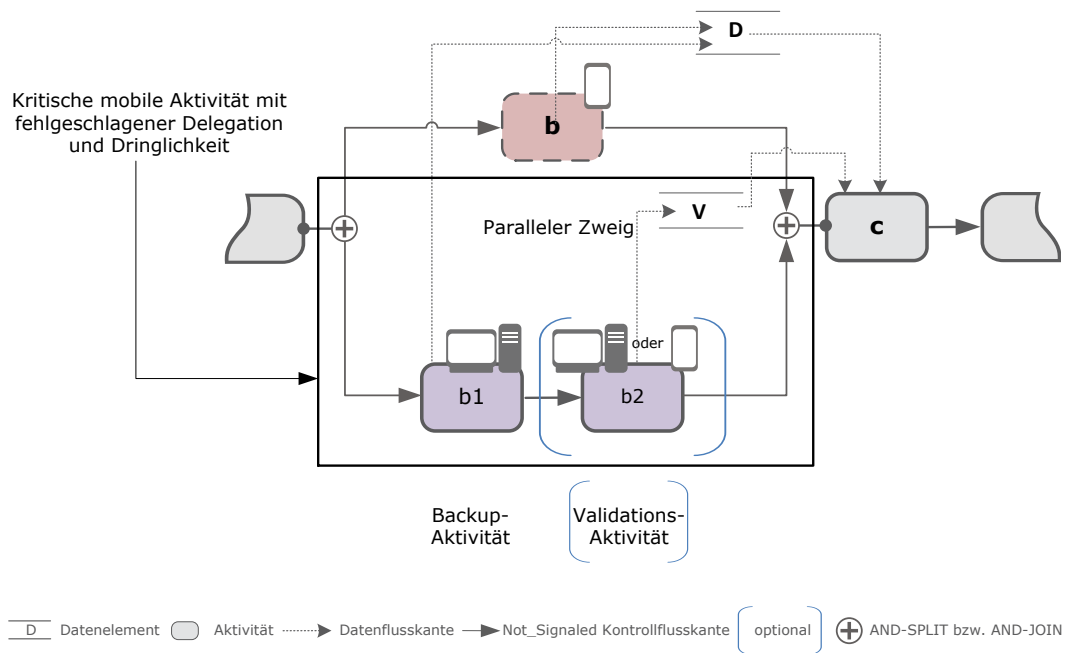 D
Kritische mobile Aktivität mit
fehlgeschlagener Delegation
und Dringlichkeit
b
V
Paralleler Zweig
c
oder
b1
b2
Backup-
Aktivität
Validations-
Aktivität
D Datenelement Aktivität Datenflusskante Not_Signaled Kontrollflusskante optional AND-SPLIT bzw. AND-JOIN